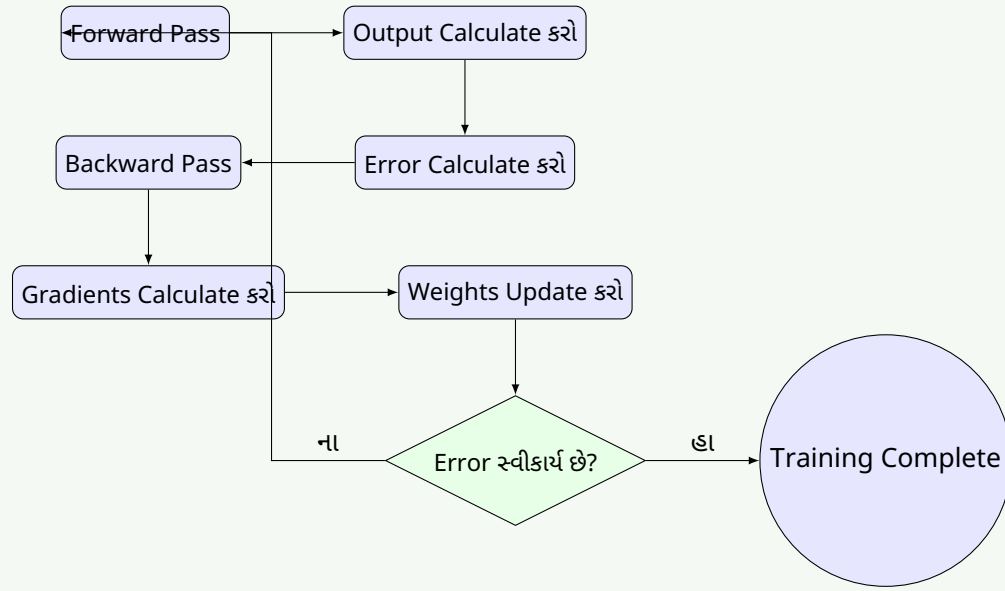 Forward Pass
Output Calculate કરો
Backward Pass
Error Calculate કરો
Gradients Calculate કરો
Weights Update કરો
ના
Error સ્વીકાર્ય છે?
હા
Training Complete